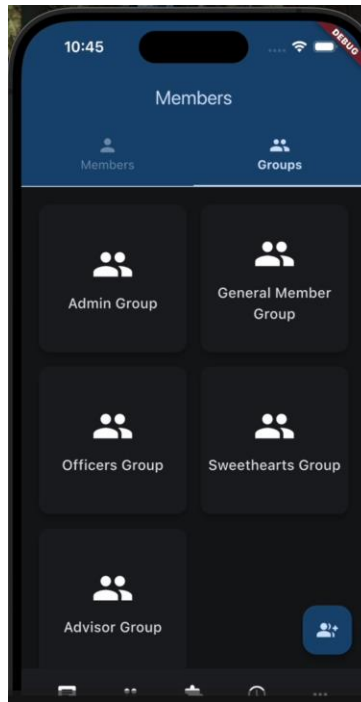 10:45
DEBUG
Members
Members
Groups
Admin Group
General Member
Group
Officers Group
Sweethearts Group
Advisor Group